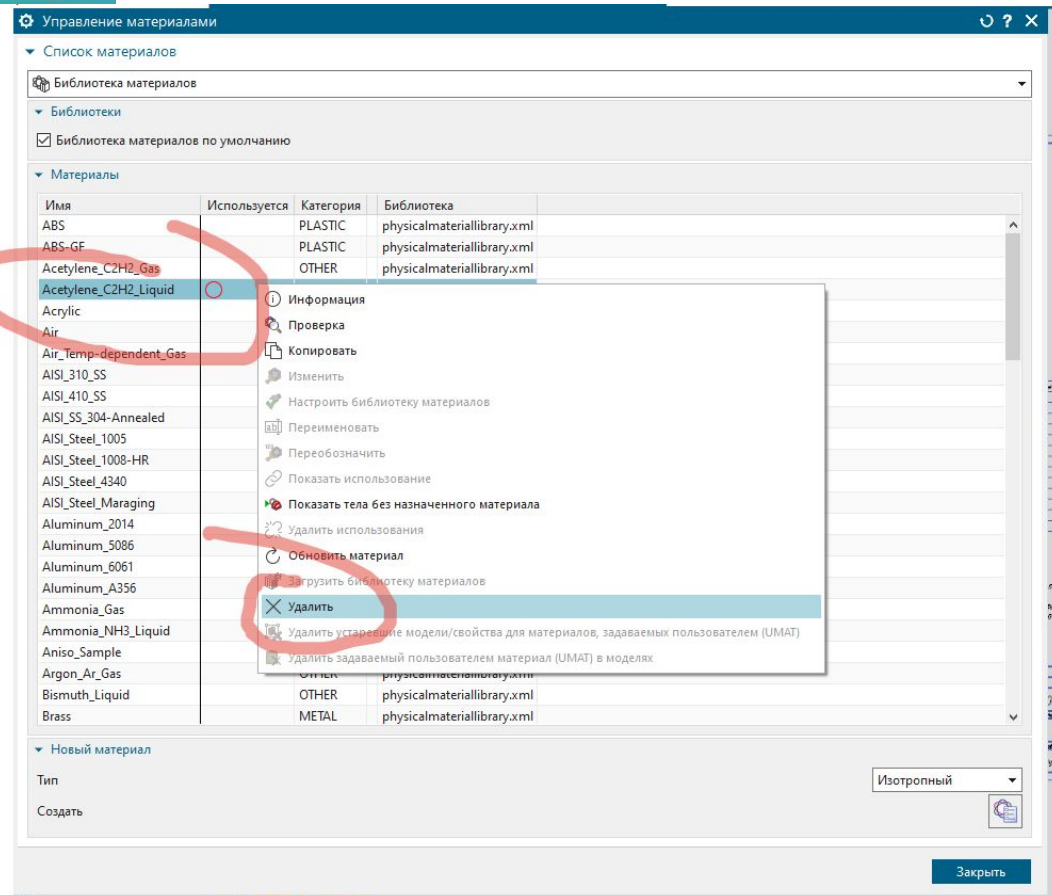 Управление материалами
Список материалов
Библиотека материалов
Библиотеки
Библиотека материалов по умолчанию
Материалы
Имя Используется Категория Библиотека
ABS PLASTIC physicalmateriallibrary.xml
ABS-GF PLASTIC physicalmateriallibrary.xml
Acetylene_C2H2_Gas OTHER physicalmateriallibrary.xml
Acetylene_C2H2_Liquid
Acrylic
Air
Air_Temp-dependent_Gas
AISI_310_SS
AISI_410_SS
AISI_SS_304-Annealed
AISI_Steel_1005
AISI_Steel_1008-HR
AISI_Steel_4340
AISI_Steel_Maraging
Aluminum_2014
Aluminum_5086
Aluminum_6061
Aluminum_A356
Ammonia_Gas
Ammonia_NH3_Liquid
Aniso_Sample
Argon_Ar_Gas OTHER physicalmateriallibrary.xml
Bismuth_Liquid OTHER physicalmateriallibrary.xml
Brass METAL physicalmateriallibrary.xml
Информация
Проверка
Копировать
Изменить
Настроить библиотеку материалов
Переименовать
Переобозначить
Показать использование
Показать тела без назначенного материала
Удалить использования
Обновить материал
Загрузить библиотеку материалов
Удалить
Удалить устаревшие модели/свойства для материалов, задаваемых пользователем (UMAT)
Удалить задаваемый пользователем материал (UMAT) в моделях
Новый материал
Тип Изотропный
Создать
Закрыть